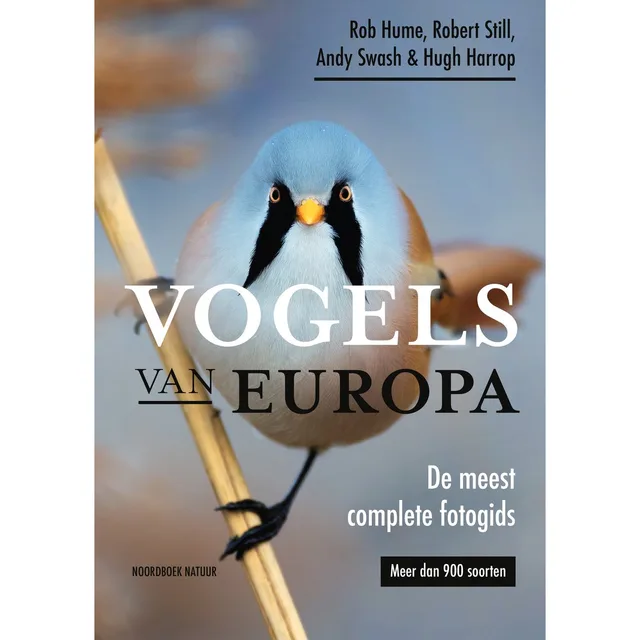 Rob Hume, Robert Still,
Andy Swash & Hugh Harrop
VOGELS
VAN EUROPA
De meest
complete fotogids
Meer dan 900 soorten
NOORDBOEK NATUUR